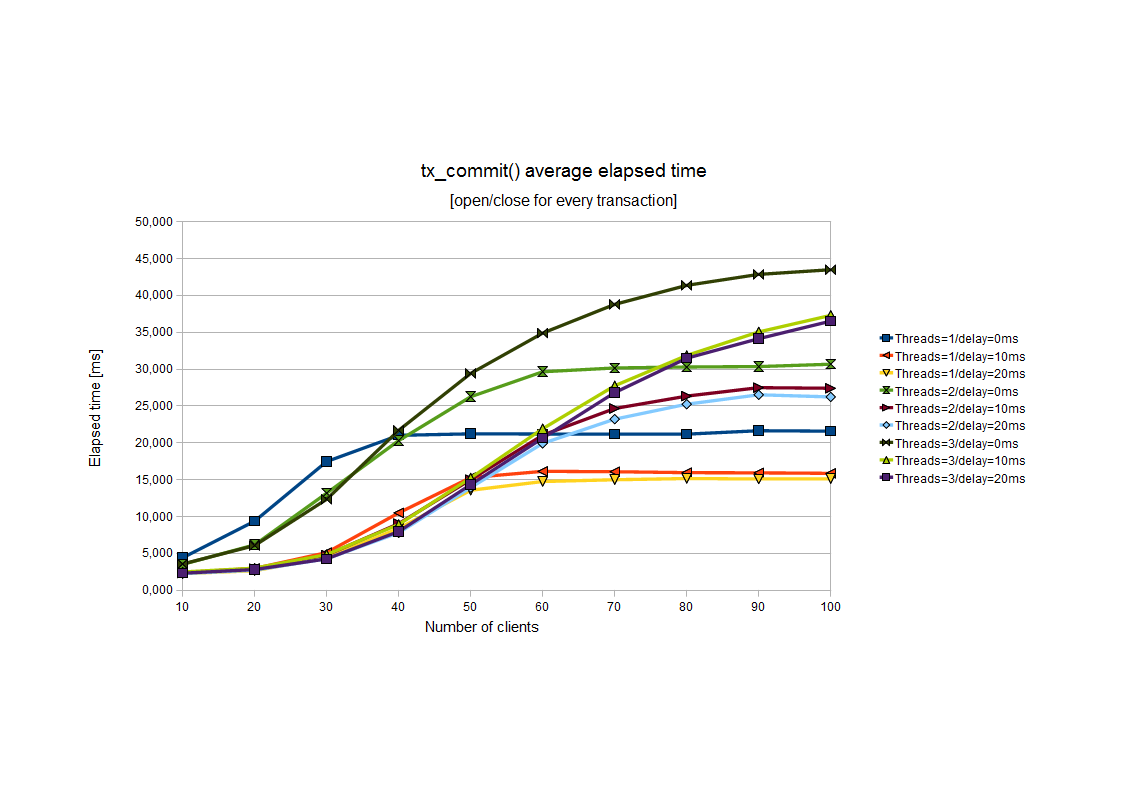 tx_commit() average elapsed time
[open/close for every transaction]
50,000
45,000
40,000
35,000
30,000
25,000
20,000
15,000
10,000
5,000
0,000
Elapsed time [ms]
10 20 30 40 50 60 70 80 90 100
Number of clients
Threads=1/delay=0ms
Threads=1/delay=10ms
Threads=1/delay=20ms
Threads=2/delay=0ms
Threads=2/delay=10ms
Threads=2/delay=20ms
Threads=3/delay=0ms
Threads=3/delay=10ms
Threads=3/delay=20ms